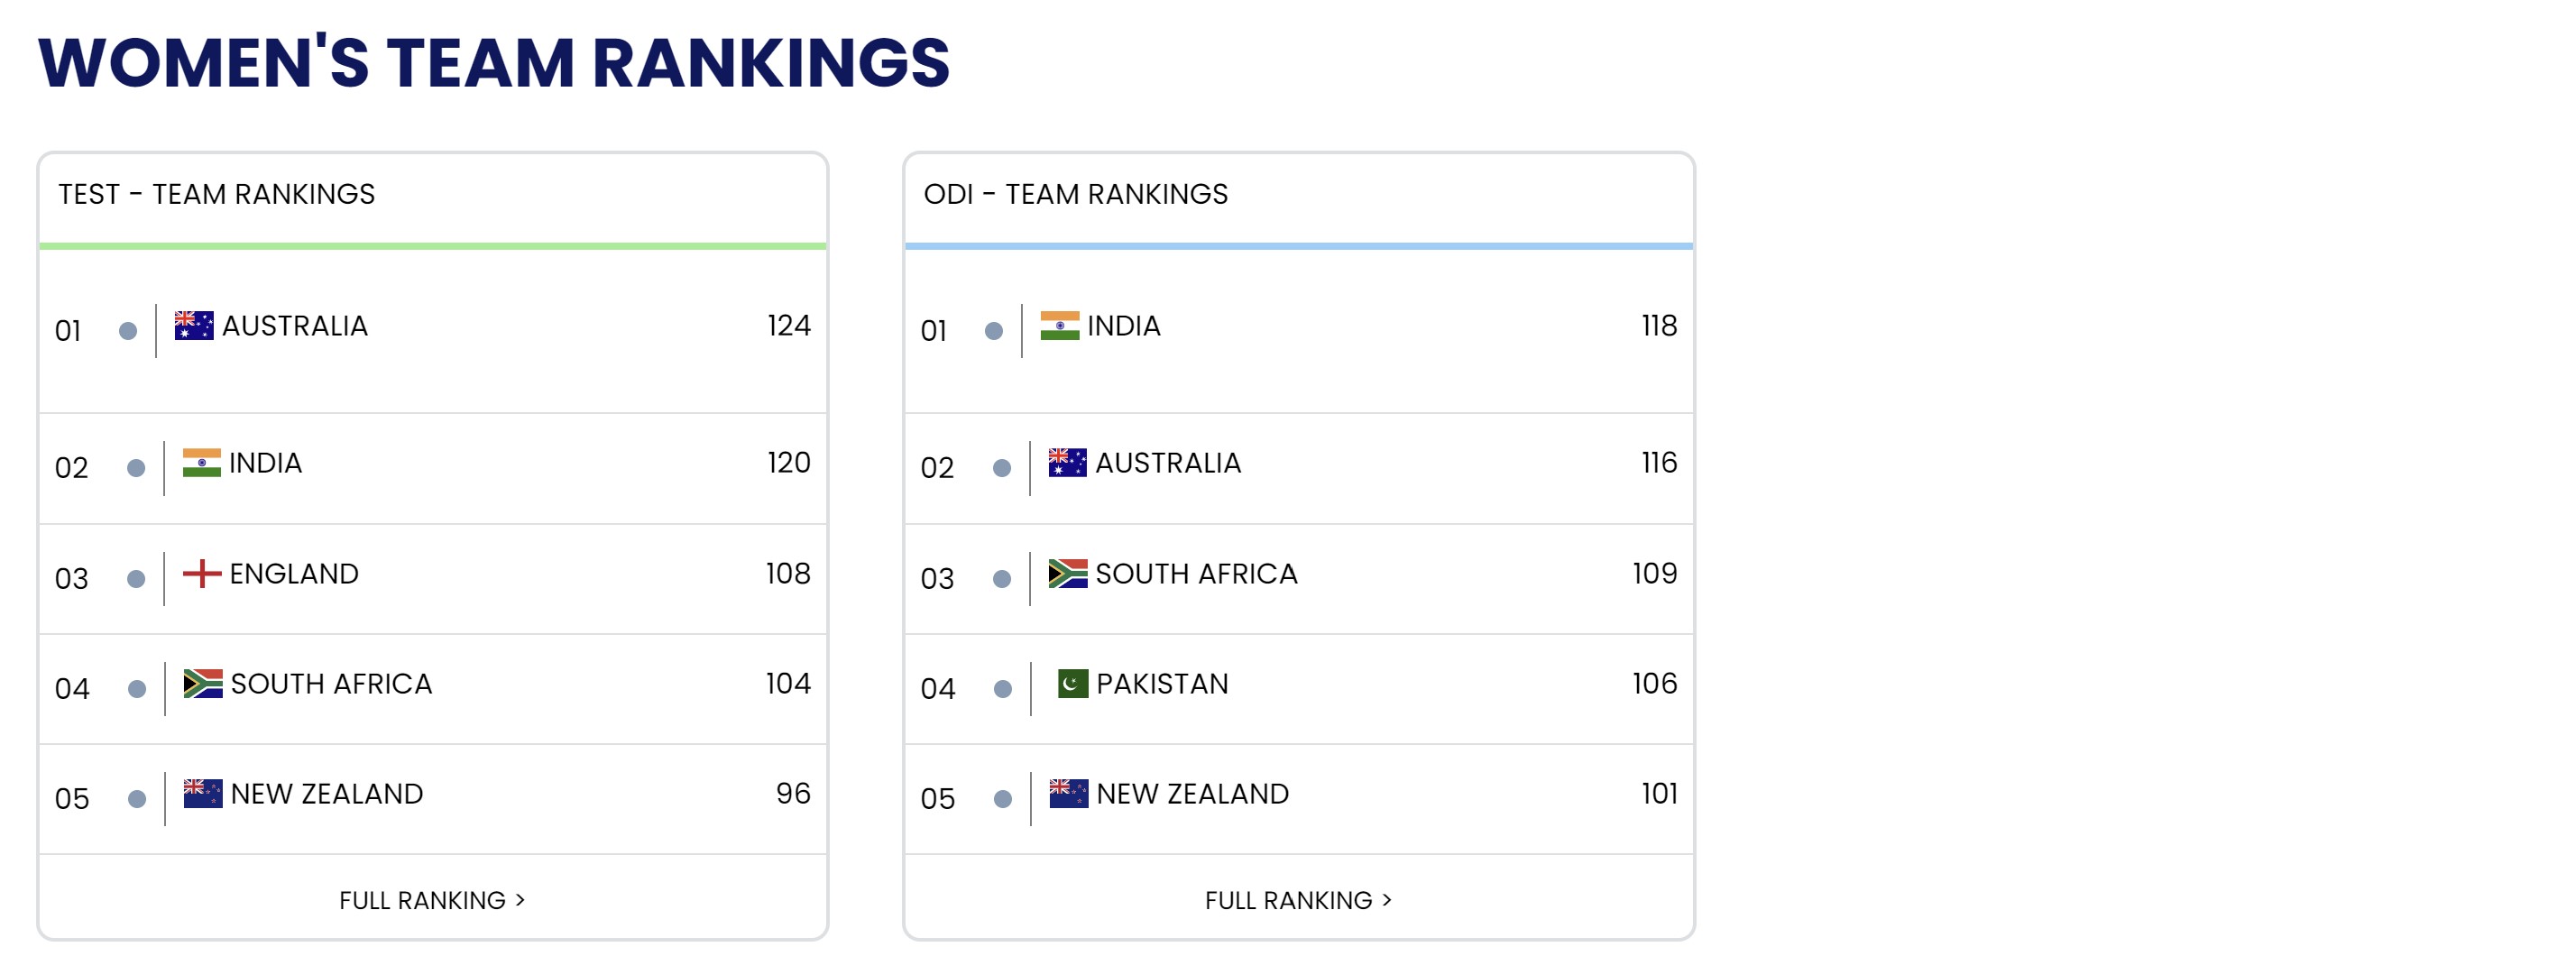 WOMEN'S TEAM RANKINGS
TEST - TEAM RANKINGS
01 AUSTRALIA 124
02 INDIA 120
03 ENGLAND 108
04 SOUTH AFRICA 104
05 NEW ZEALAND 96
FULL RANKING >
ODI - TEAM RANKINGS
01 INDIA 118
02 AUSTRALIA 116
03 SOUTH AFRICA 109
04 PAKISTAN 106
05 NEW ZEALAND 101
FULL RANKING >